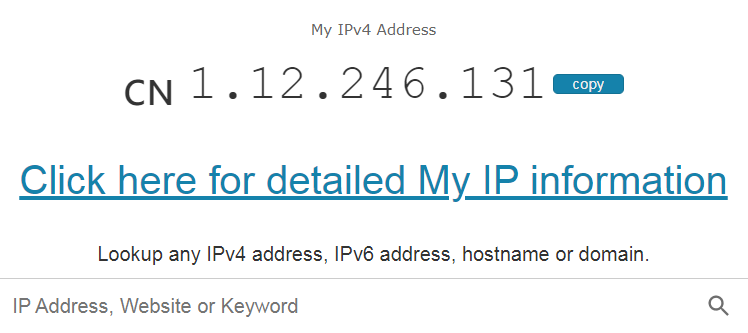 My IPv4 Address
CN 1.12.246.131 copy
Click here for detailed My IP information
Lookup any IPv4 address, IPv6 address, hostname or domain.
IP Address, Website or Keyword